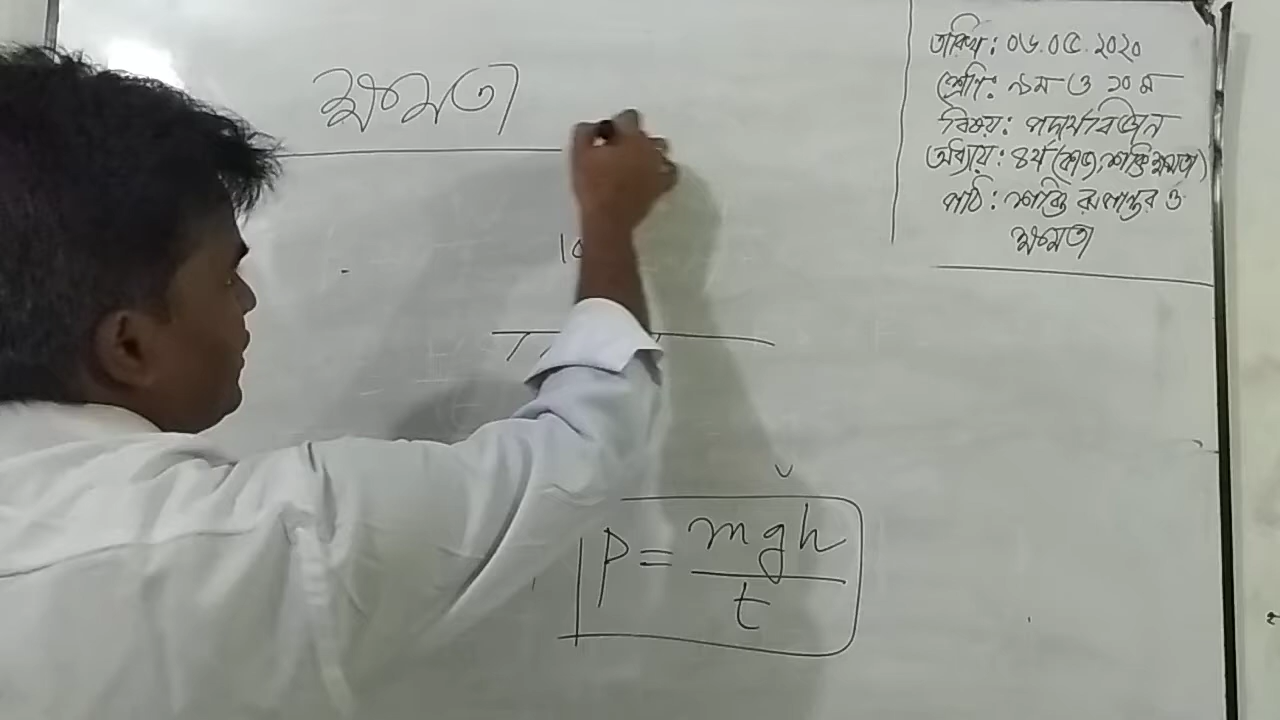 ক্ষমতা
তারিখ: ০৬.০৫.২০২০
শ্রেণি: ৯ম ও ১০ম
বিষয়: পদার্থবিজ্ঞান
অধ্যায়: ৪র্থ (কাজ, শক্তি ক্ষমতা)
পাঠ: শক্তি রূপান্তর ও
ক্ষমতা
P = mgh / t